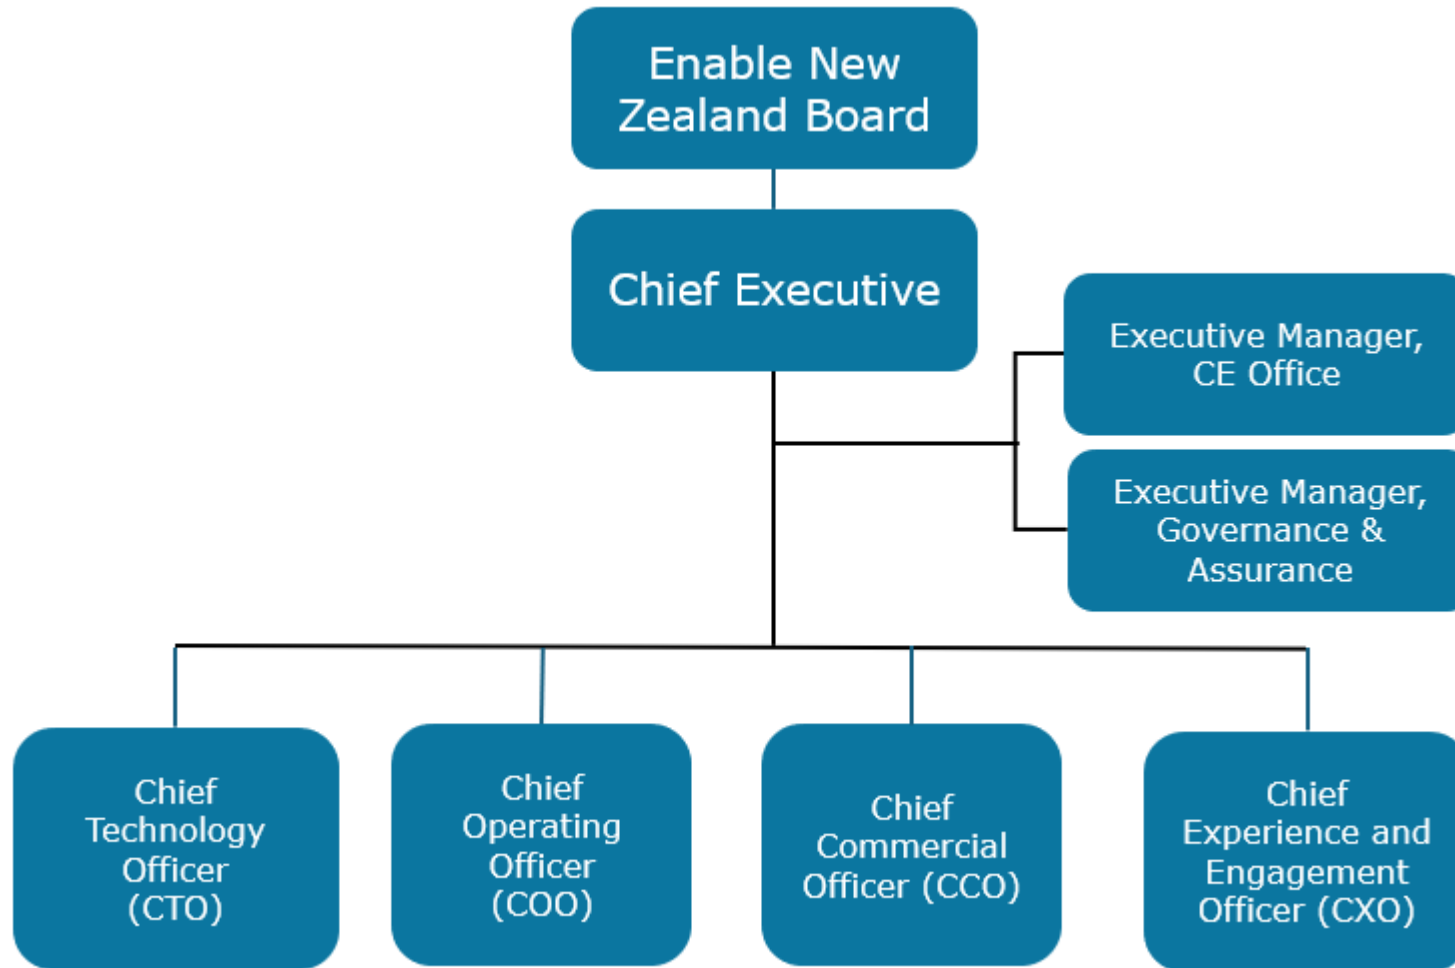 Enable New
Zealand Board
Chief Executive
Executive Manager,
CE Office
Executive Manager,
Governance &
Assurance
Chief
Technology
Officer
(CTO)
Chief
Operating
Officer
(COO)
Chief
Commercial
Officer (CCO)
Chief
Experience and
Engagement
Officer (CXO)